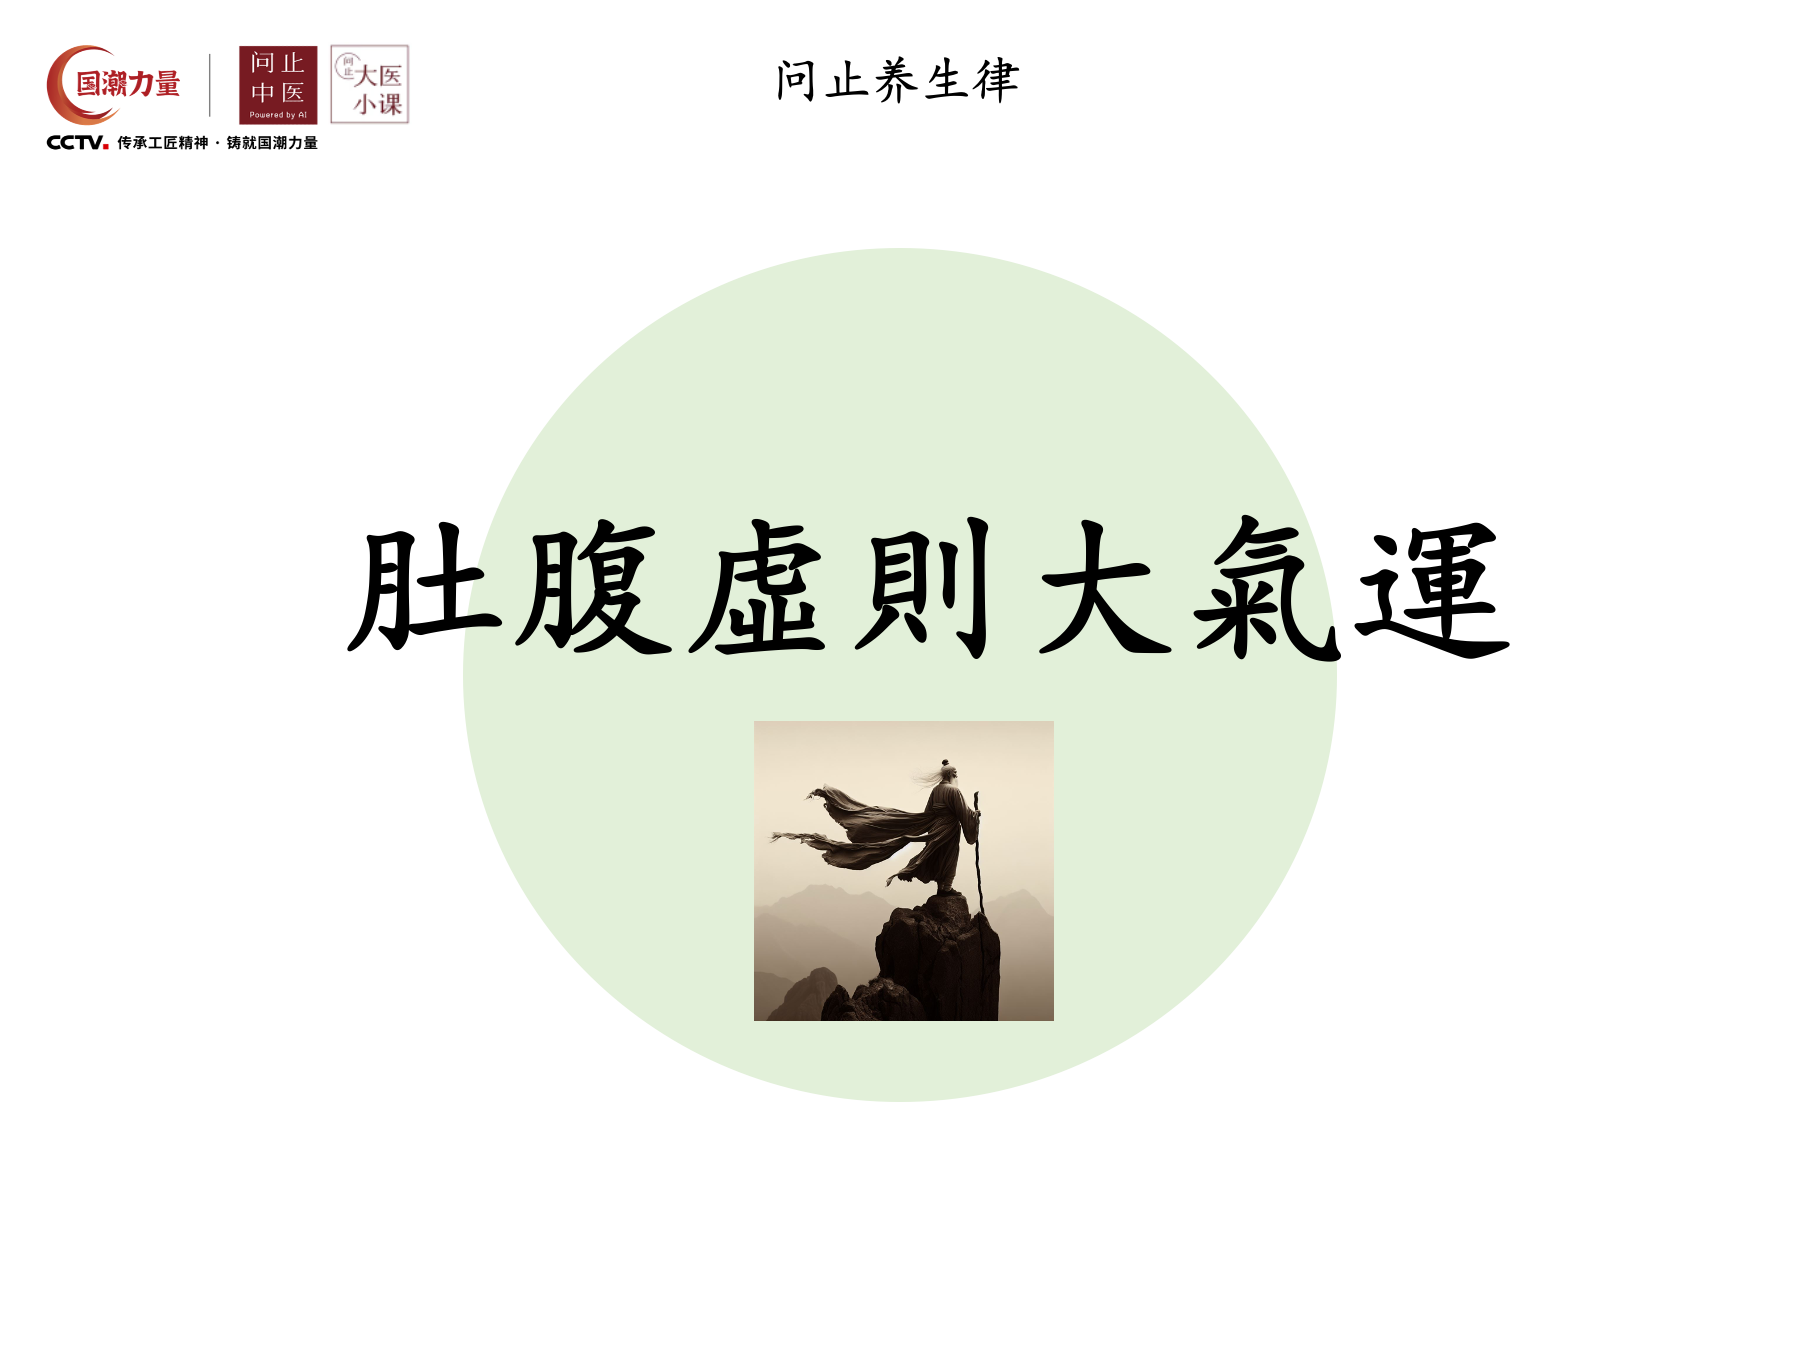 国潮力量
问止
中医
Powered by AI
问止
大医
小课
CCTV. 传承工匠精神 · 铸就国潮力量
问止养生律
肚腹虛則大氣運